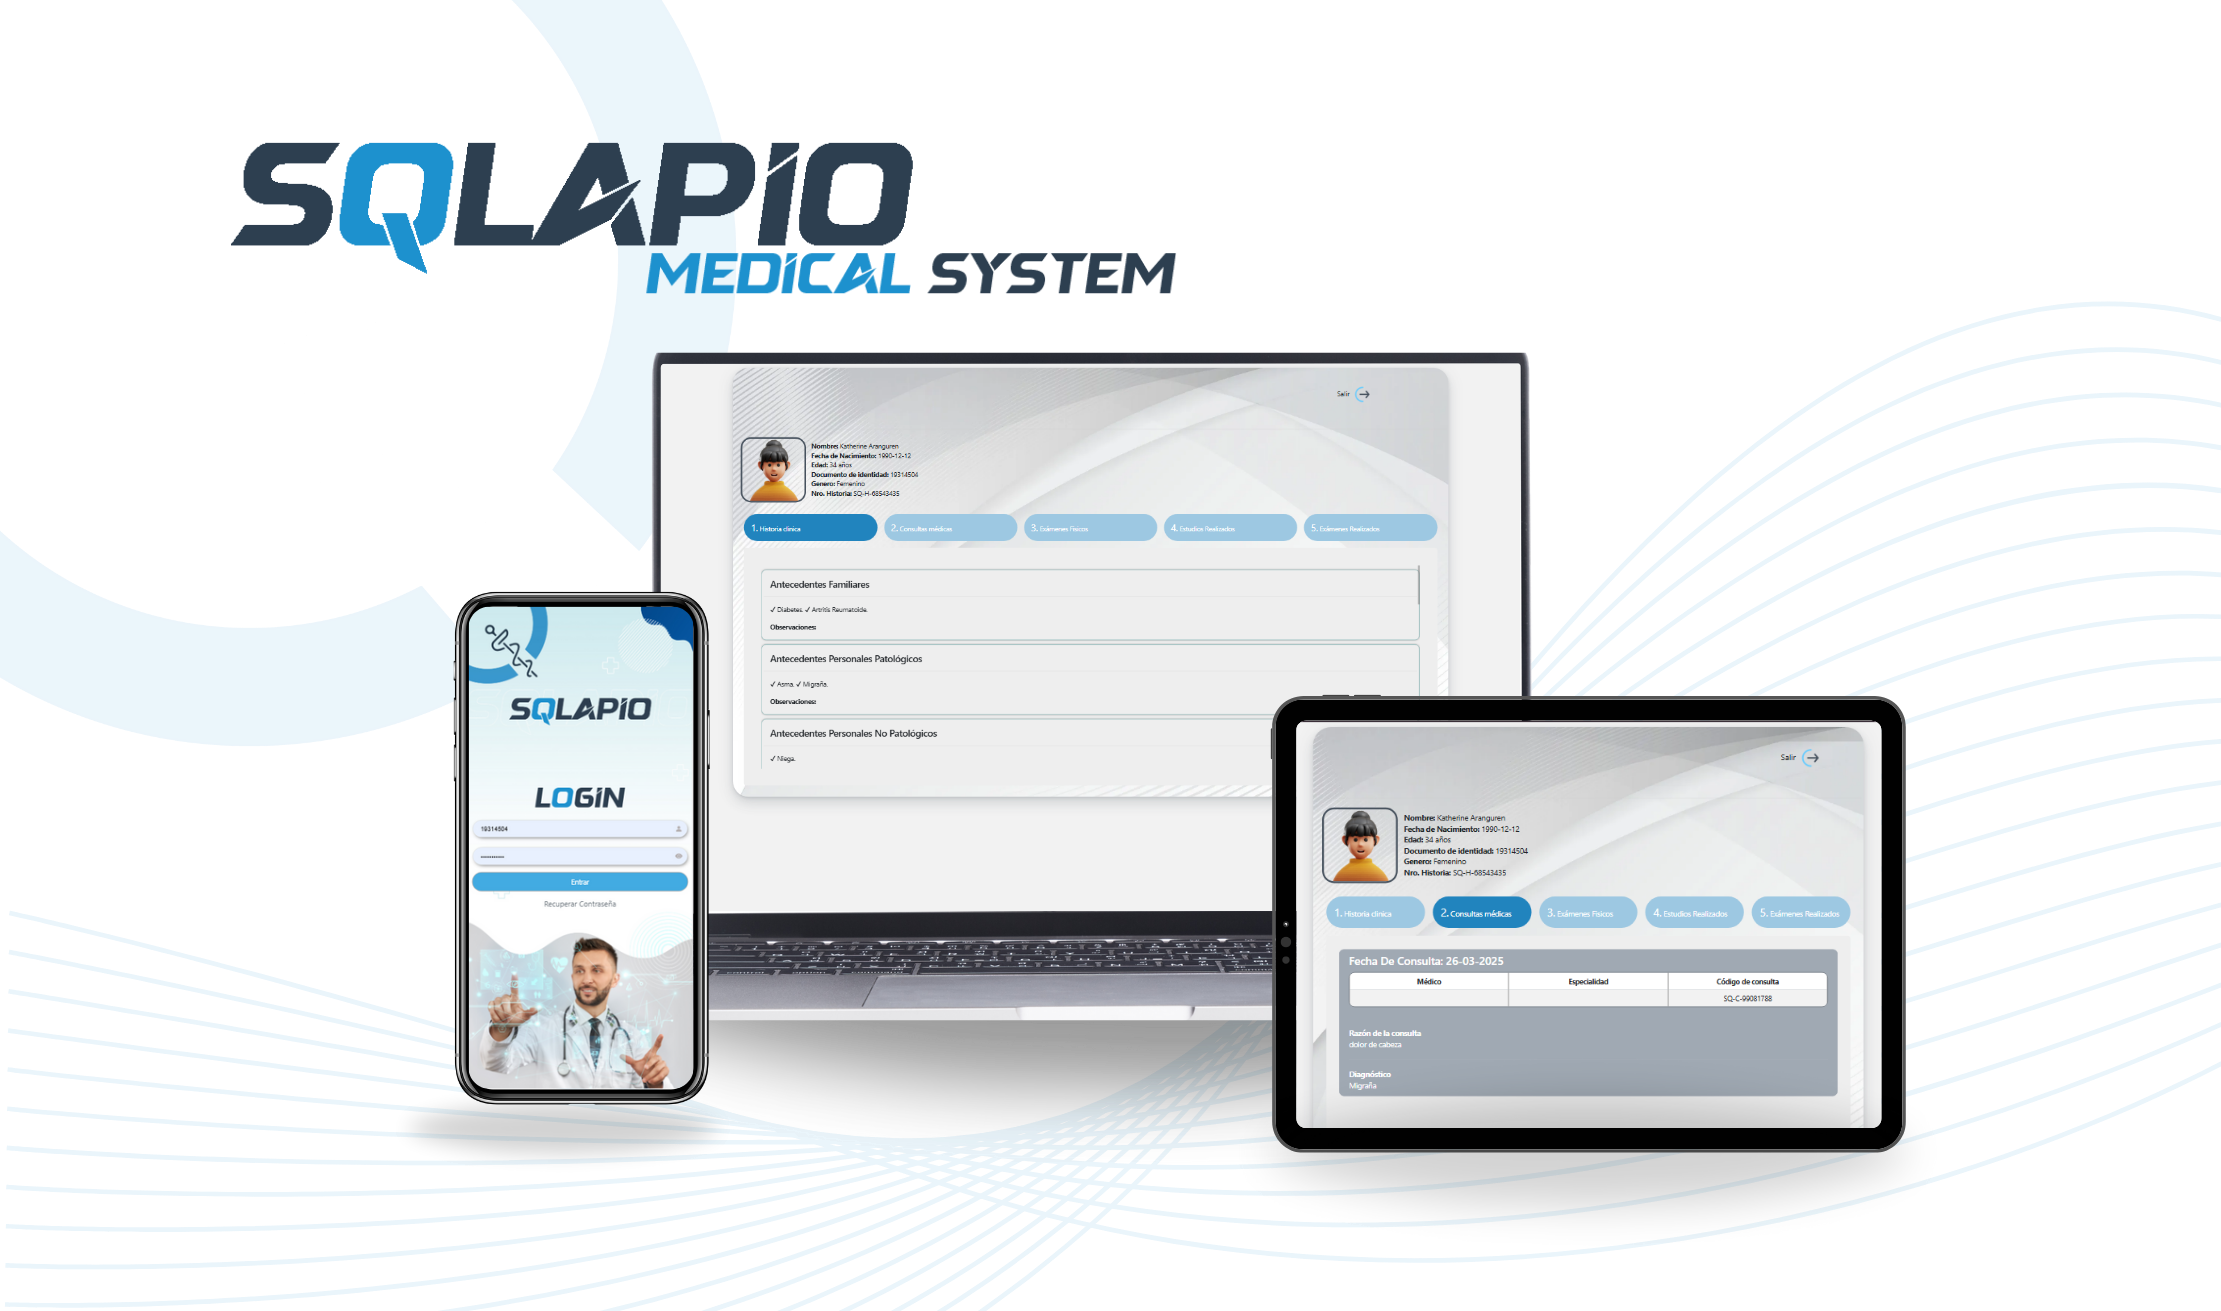 SQLAPIO
MEDICAL SYSTEM
Salir
Nombre: Katherine Aranguren
Fecha de Nacimiento: 1990-12-12
Edad: 34 años
Documento de identidad: 19314504
Genero: Femenino
Nro. Historia: SQ-H-68543435
1. Historia clínica
2. Consultas médicas
3. Exámenes Físicos
4. Estudios Realizados
5. Exámenes Realizados
Antecedentes Familiares
✓ Diabetes. ✓ Artritis Reumatoide.
Observaciones:
Antecedentes Personales Patológicos
✓ Asma. ✓ Migraña.
Observaciones:
Antecedentes Personales No Patológicos
✓ Niega.
SQLAPIO
LOGIN
19314504
Entrar
Recuperar Contraseña
Salir
Nombre: Katherine Aranguren
Fecha de Nacimiento: 1990-12-12
Edad: 34 años
Documento de identidad: 19314504
Genero: Femenino
Nro. Historia: SQ-H-68543435
1. Historia clínica
2. Consultas médicas
3. Exámenes Físicos
4. Estudios Realizados
5. Exámenes Realizados
Fecha De Consulta: 26-03-2025
Médico Especialidad Código de consulta
SQ-C-99081788
Razón de la consulta
dolor de cabeza
Diagnóstico
Migraña